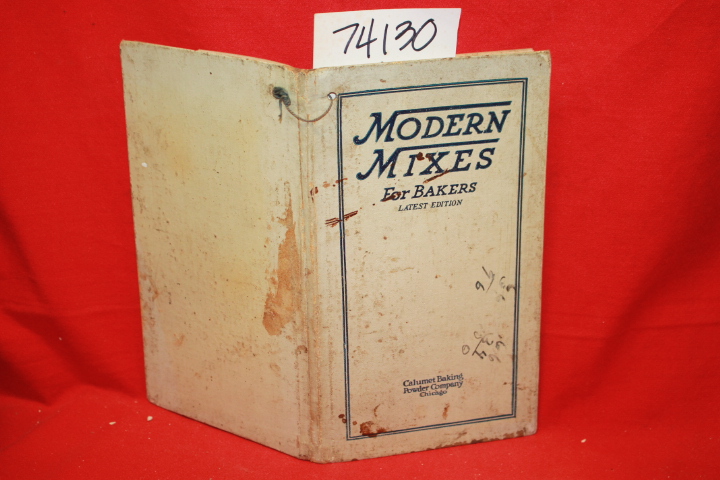 74130
MODERN
MIXES
For BAKERS
LATEST EDITION
Calumet Baking
Powder Company
Chicago